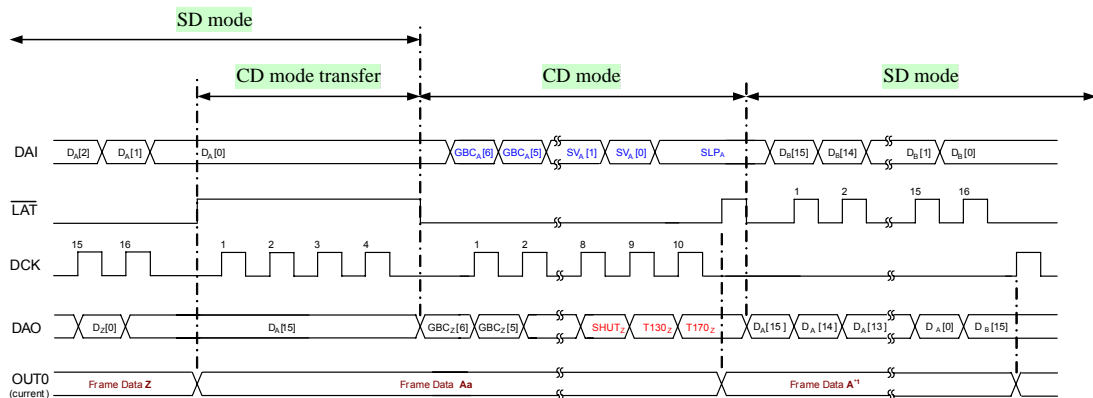 SD mode
CD mode transfer CD mode SD mode
DAI D_A[2] D_A[1] D_A[0] GBC_A[6] GBC_A[5] SV_A[1] SV_A[0] SLP_A D_B[15] D_B[14] D_B[1] D_B[0]
1 2 15 16
LAT
15 16 1 2 3 4 1 2 8 9 10
DCK
DAO D_Z[0] D_A[15] GBC_Z[6] GBC_Z[5] SHUT_Z T130_Z T170_Z D_A[15] D_A[14] D_A[13] D_A[0] D_B[15]
OUT0 Frame Data Z Frame Data Aa Frame Data A*1
(current)